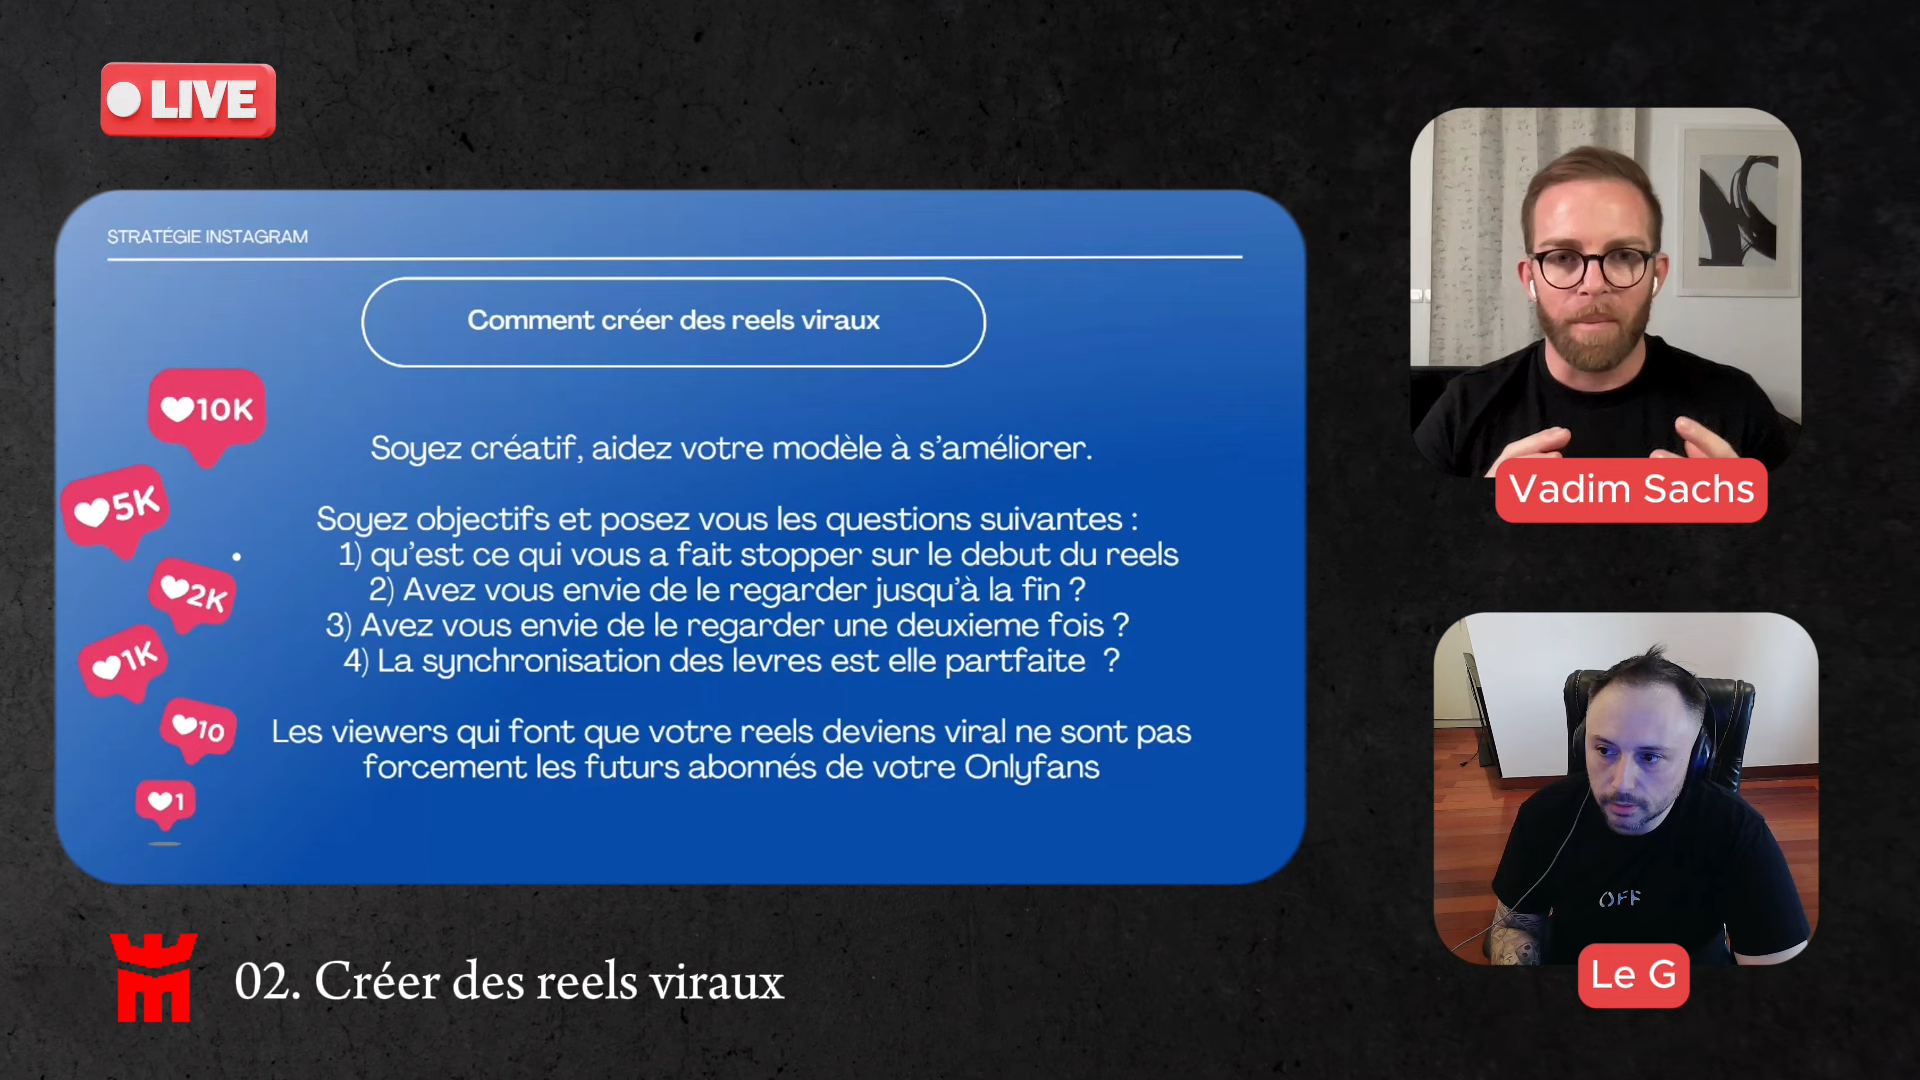 LIVE
STRATÉGIE INSTAGRAM
Comment créer des reels viraux
10K
5K
2K
1K
10
1
Soyez créatif, aidez votre modèle à s'améliorer.
Soyez objectifs et posez vous les questions suivantes :
1) qu'est ce qui vous a fait stopper sur le debut du reels
2) Avez vous envie de le regarder jusqu'à la fin ?
3) Avez vous envie de le regarder une deuxieme fois ?
4) La synchronisation des levres est elle partfaite ?
Les viewers qui font que votre reels deviens viral ne sont pas
forcement les futurs abonnés de votre Onlyfans
Vadim Sachs
OFF
Le G
02. Créer des reels viraux